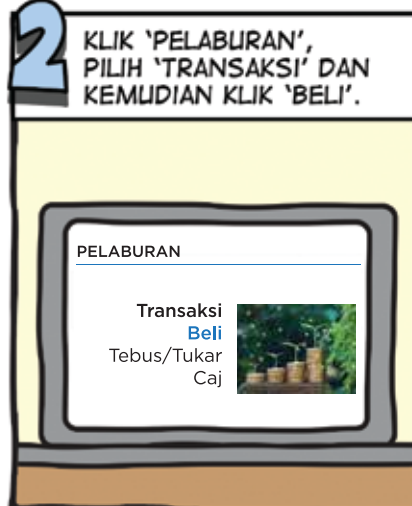 2
KLIK ‘PELABURAN’,
PILIH ‘TRANSAKSI’ DAN
KEMUDIAN KLIK ‘BELI’.
PELABURAN
Transaksi
Beli
Tebus/Tukar
Caj